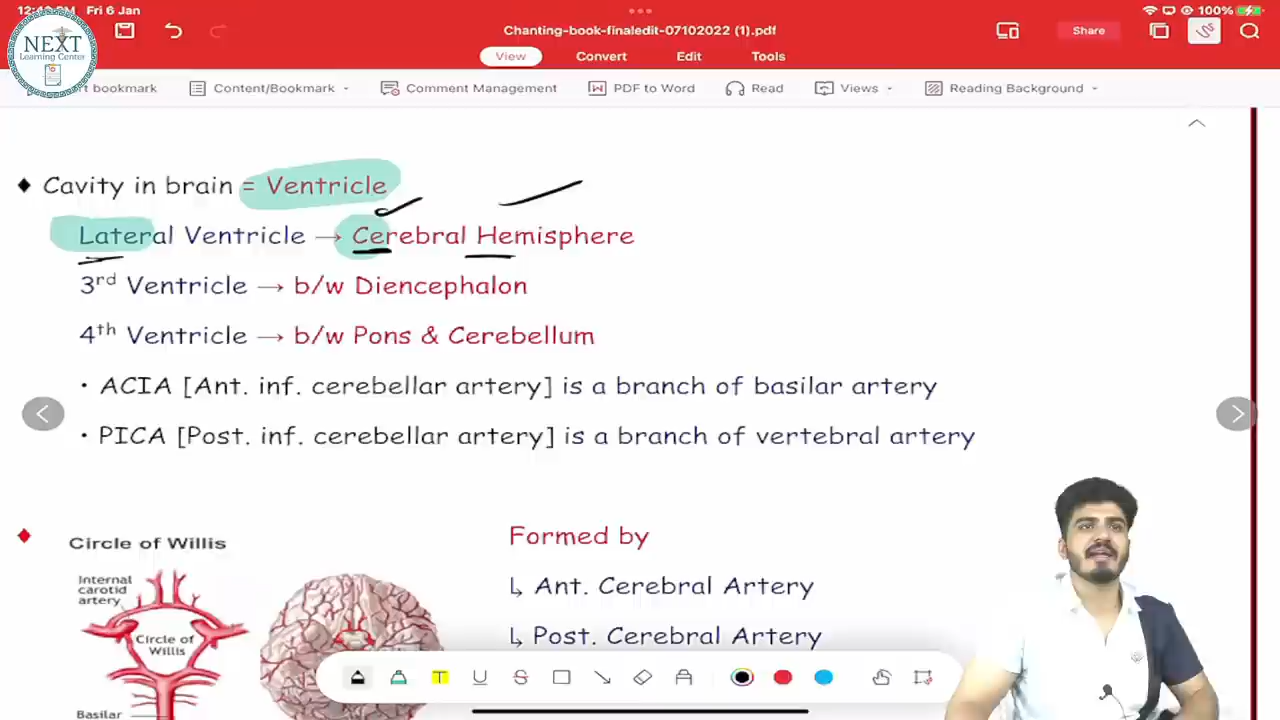 12:48 Fri 6 Jan
100%
NEXT
Learning Center
Chanting-book-finaledit-07102022 (1).pdf
Share
View Convert Edit Tools
bookmark Content/Bookmark Comment Management PDF to Word Read Views Reading Background
♦ Cavity in brain = Ventricle
Lateral Ventricle → Cerebral Hemisphere
3rd Ventricle → b/w Diencephalon
4th Ventricle → b/w Pons & Cerebellum
• ACIA [Ant. inf. cerebellar artery] is a branch of basilar artery
• PICA [Post. inf. cerebellar artery] is a branch of vertebral artery
♦ Circle of Willis
Internal
carotid
artery
Circle of
Willis
Basilar
Formed by
↳ Ant. Cerebral Artery
↳ Post. Cerebral Artery